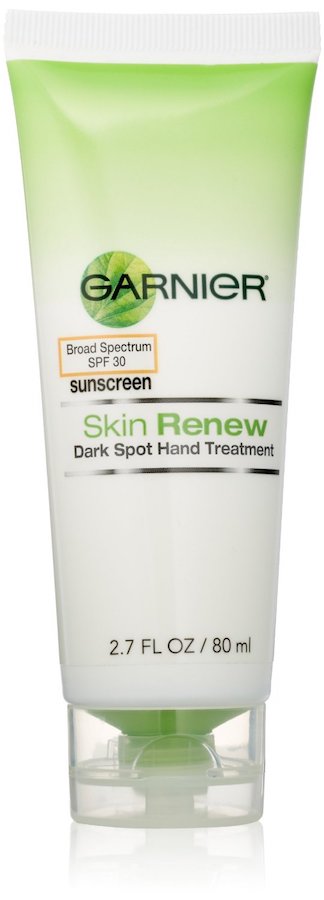 GARNIER®
Broad Spectrum
SPF 30
sunscreen
Skin Renew
Dark Spot Hand Treatment
2.7 FL OZ / 80 ml